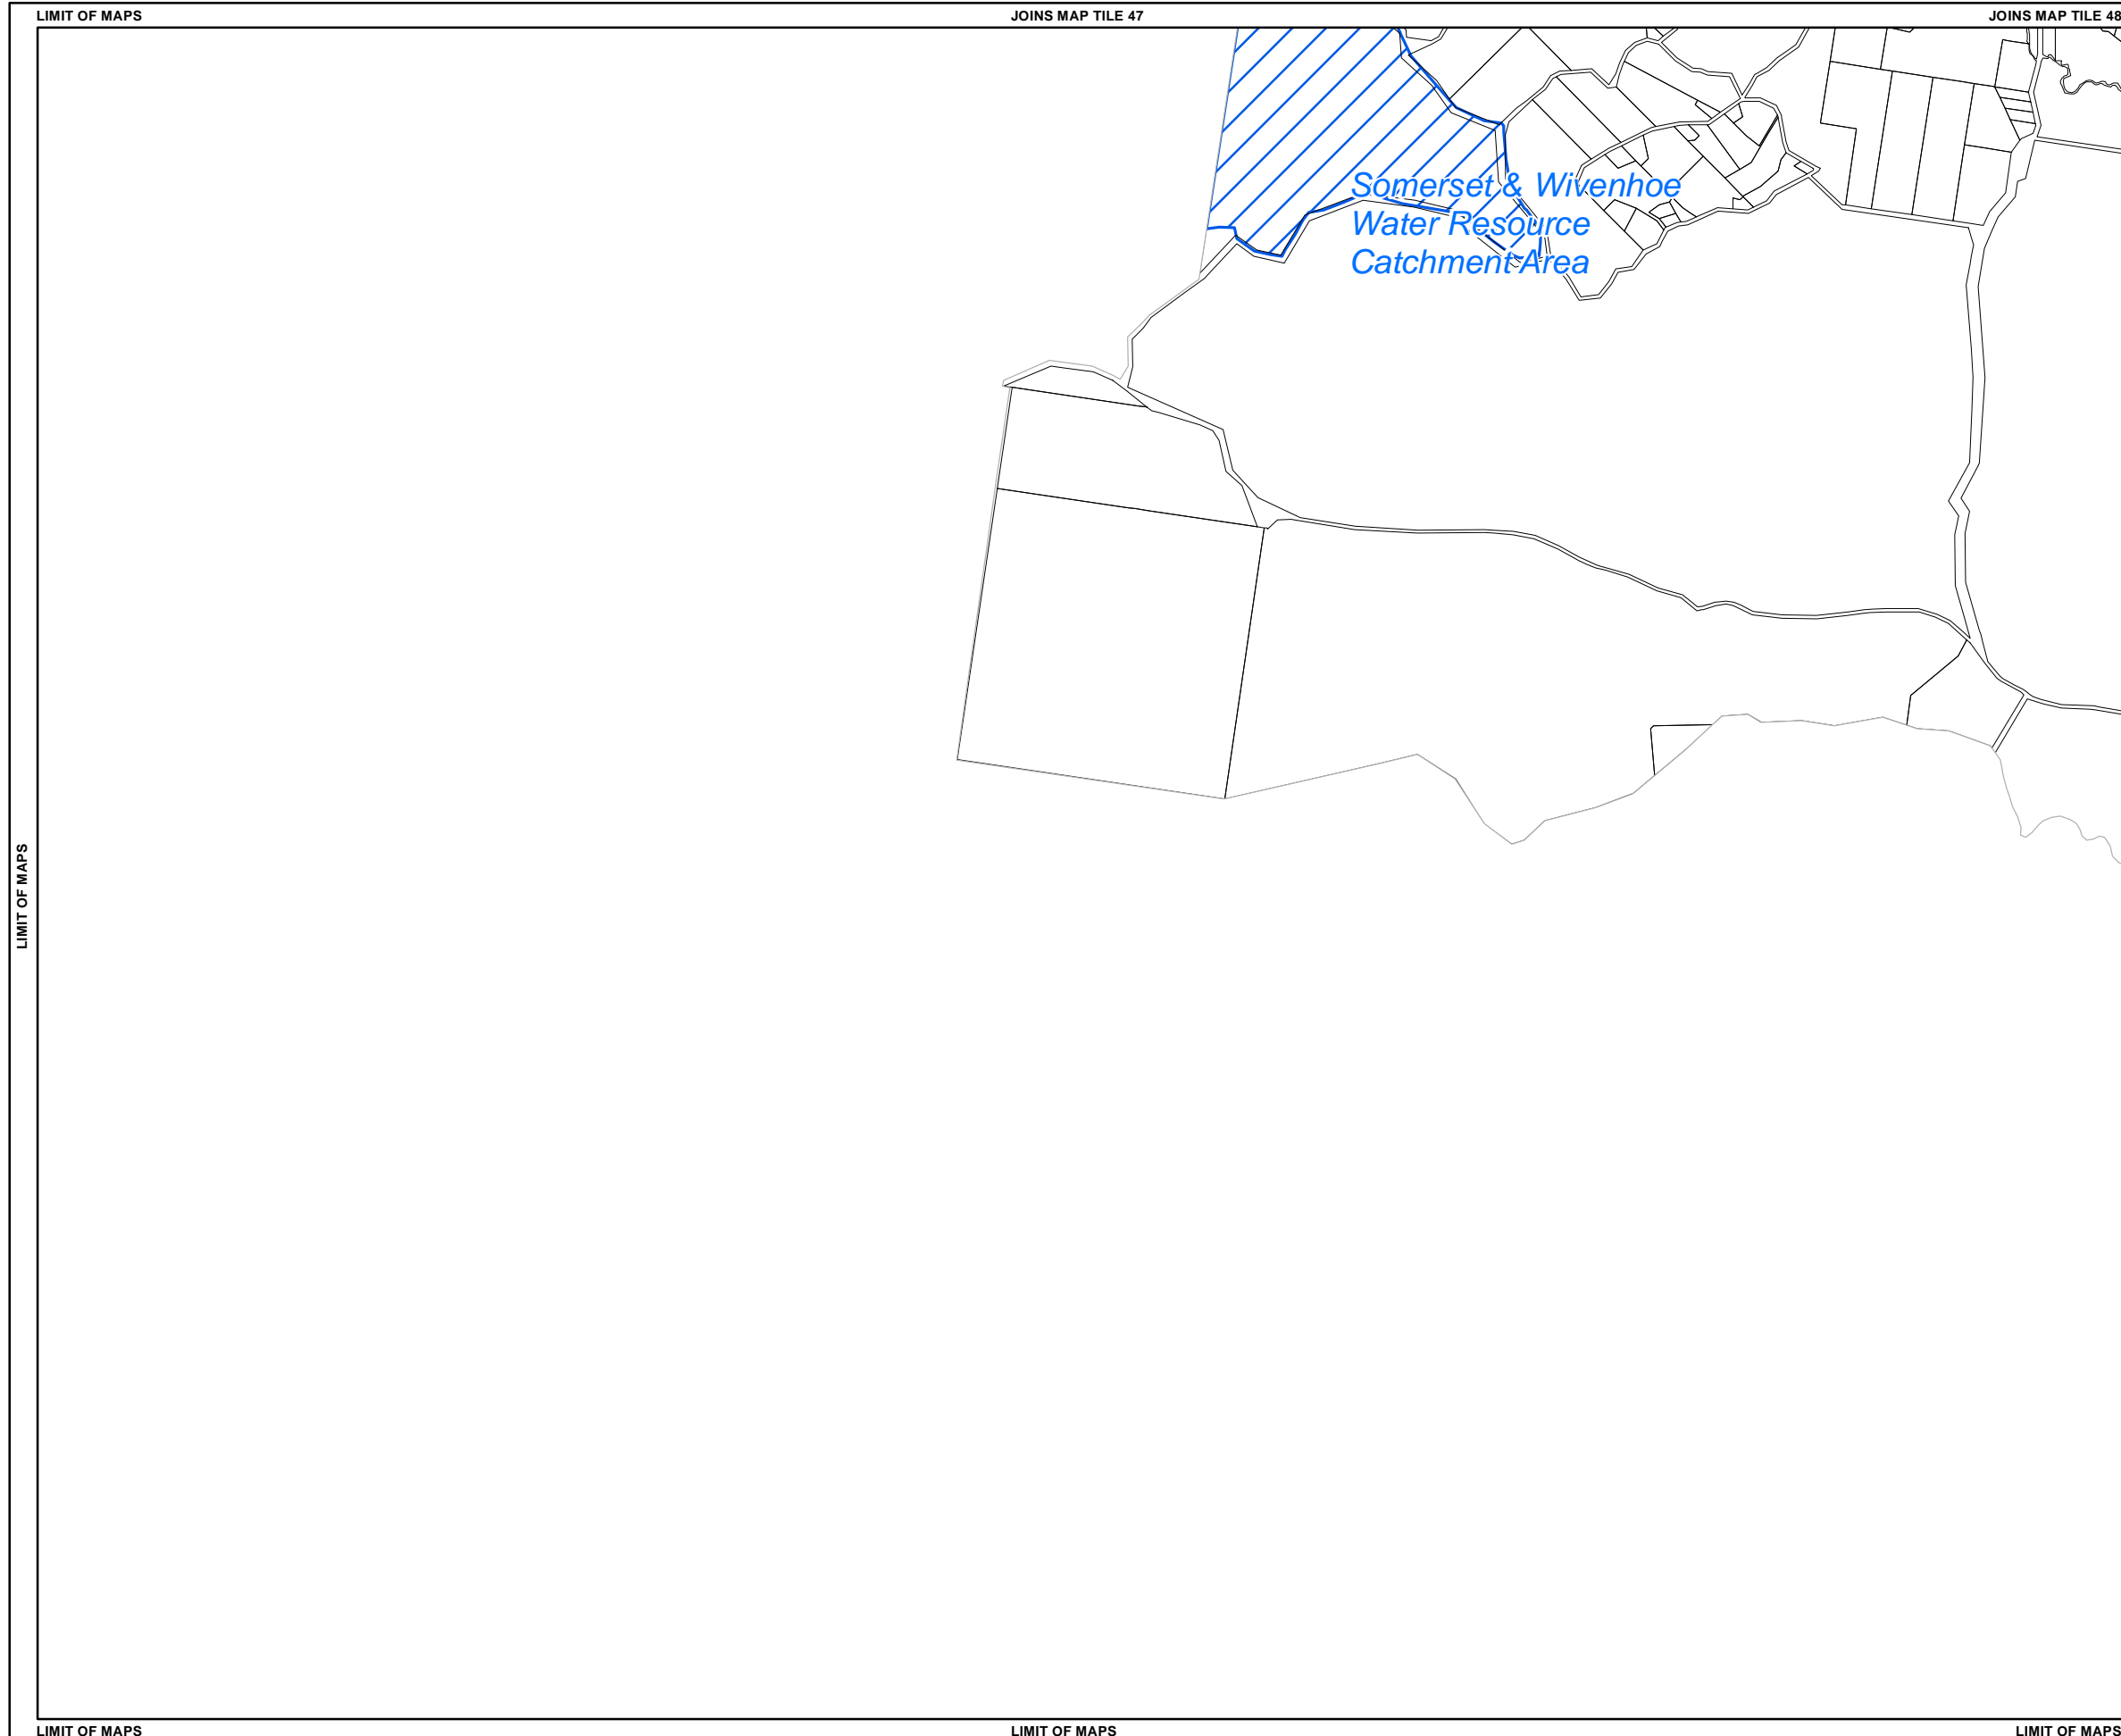 LIMIT OF MAPS
JOINS MAP TILE 47
JOINS MAP TILE 48
Somerset & Wivenhoe
Water Resource
Catchment Area
LIMIT OF MAPS
LIMIT OF MAPS
LIMIT OF MAPS
LIMIT OF MAPS